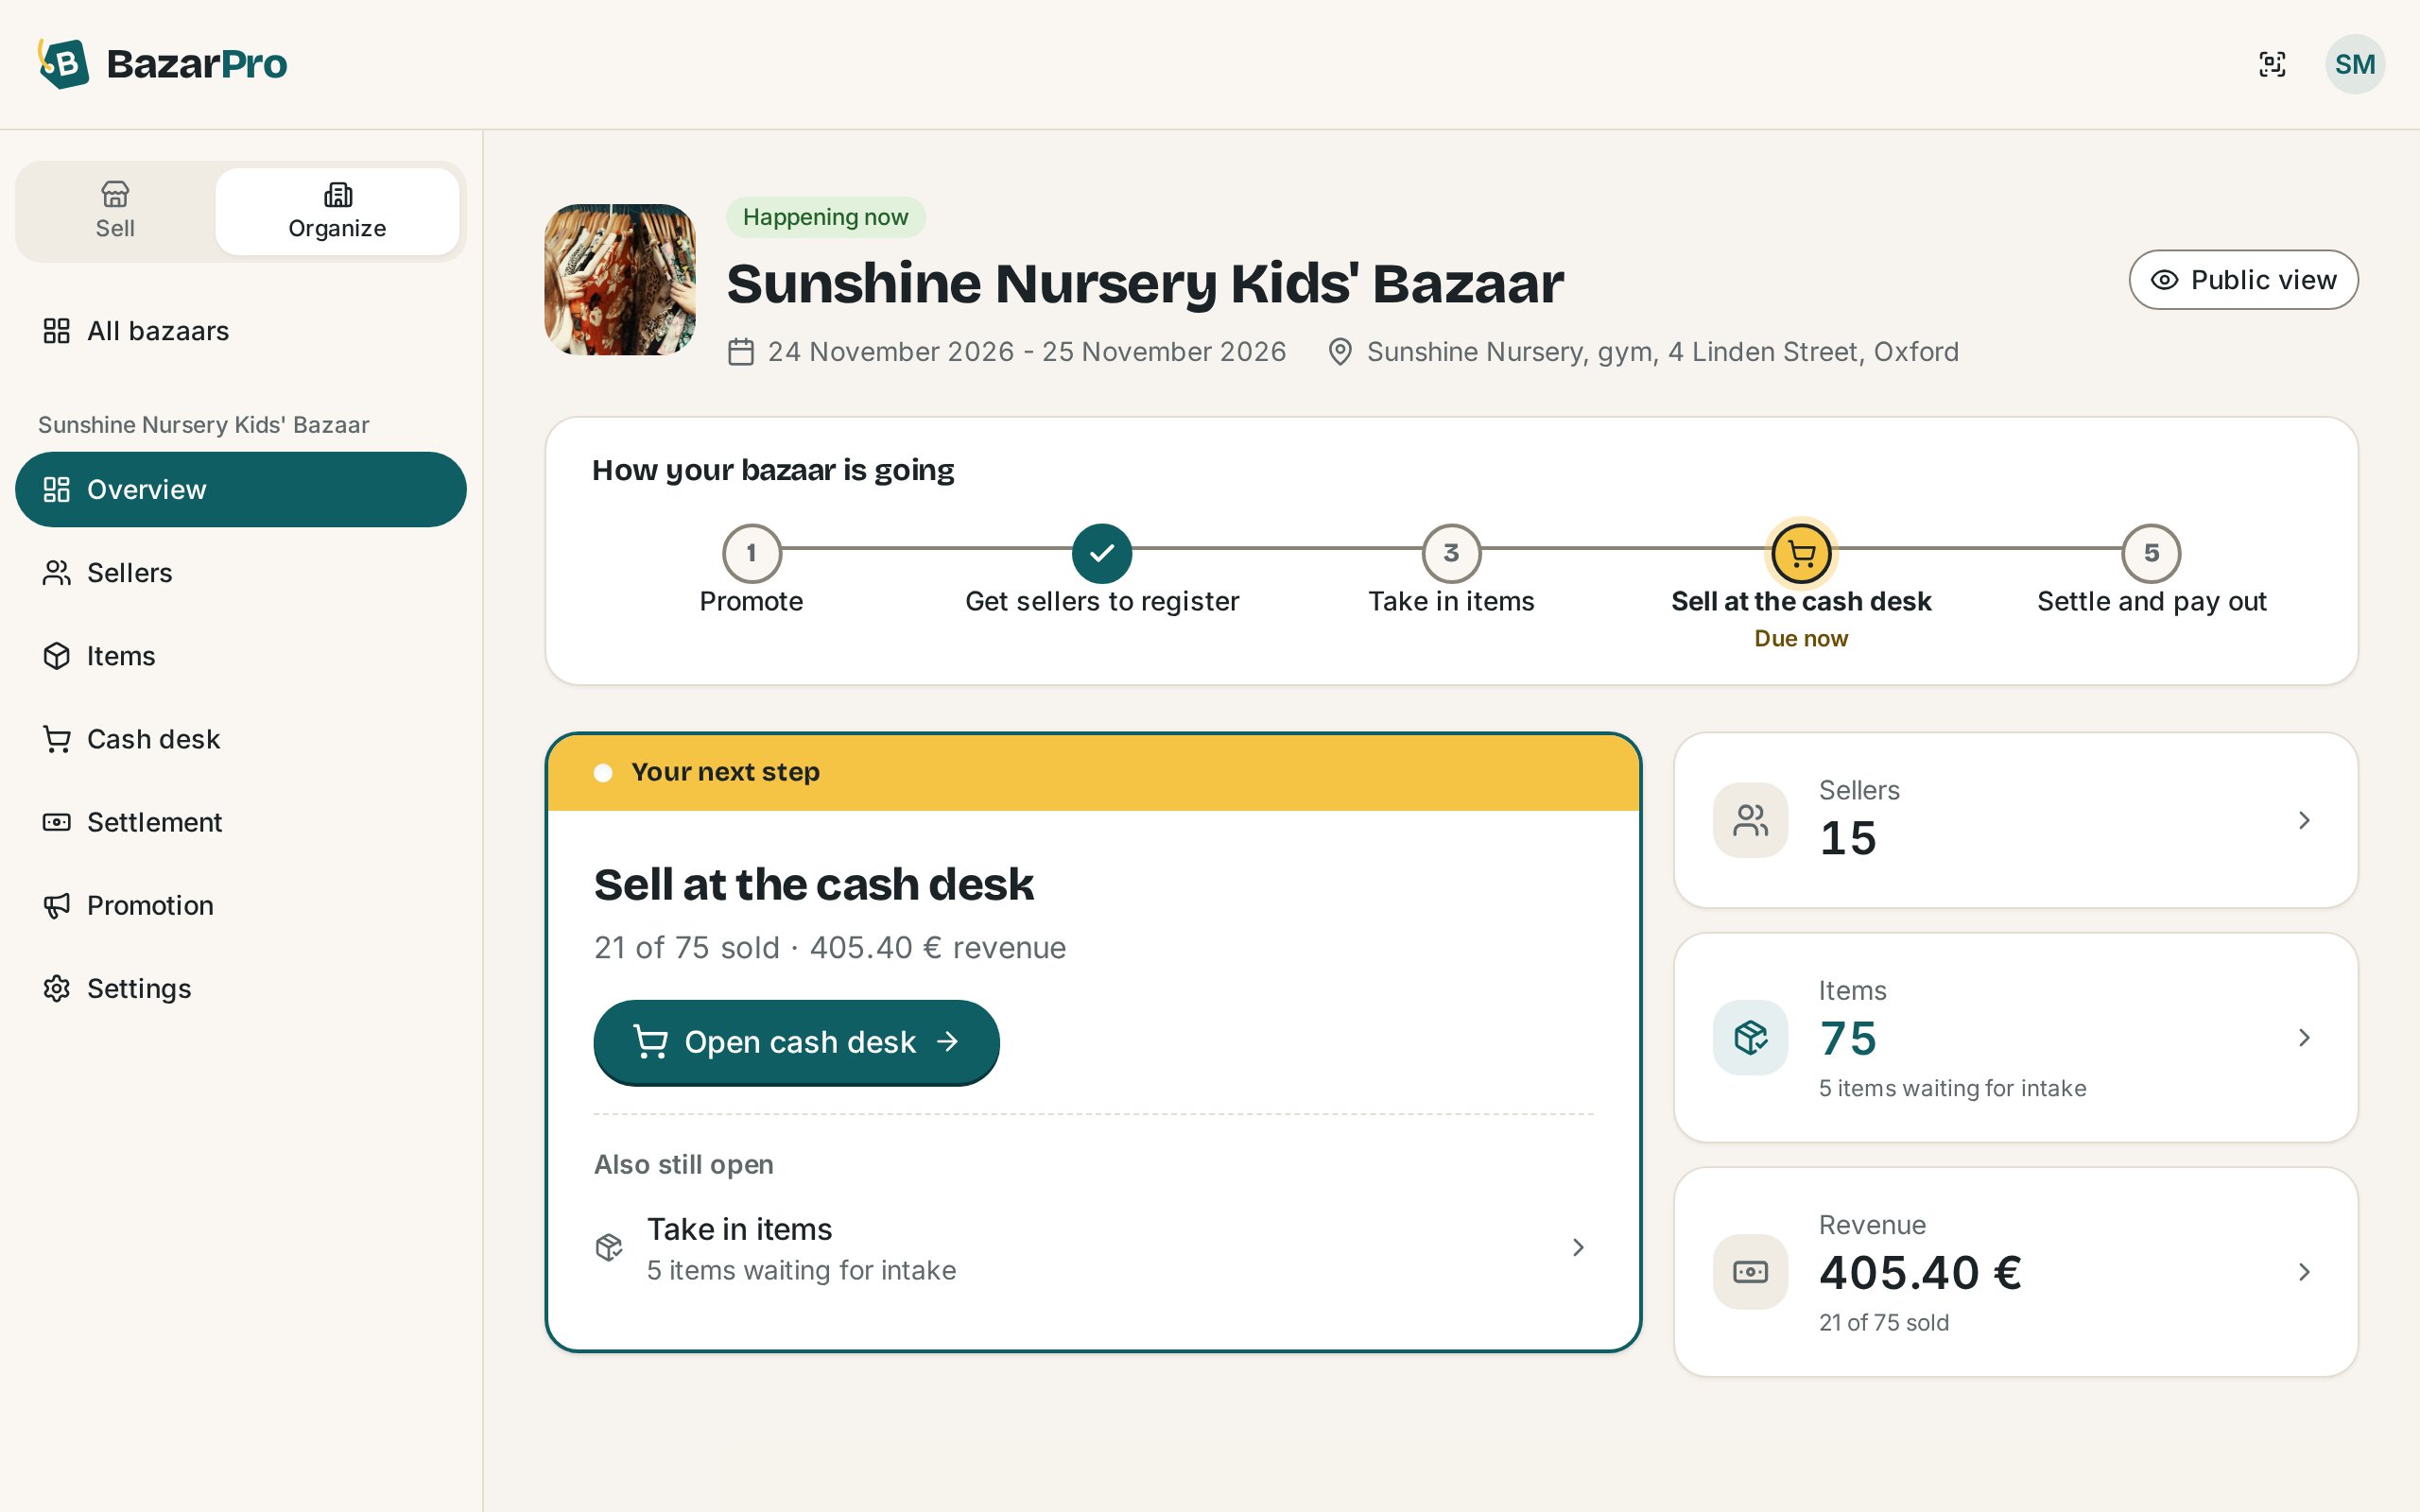 BazarPro
SM
Sell
Organize
All bazaars
Sunshine Nursery Kids' Bazaar
Overview
Sellers
Items
Cash desk
Settlement
Promotion
Settings
Happening now
Sunshine Nursery Kids' Bazaar
24 November 2026 - 25 November 2026
Sunshine Nursery, gym, 4 Linden Street, Oxford
Public view
How your bazaar is going
1
3
5
Promote
Get sellers to register
Take in items
Sell at the cash desk
Settle and pay out
Due now
Your next step
Sell at the cash desk
21 of 75 sold · 405.40 € revenue
Open cash desk
Also still open
Take in items
5 items waiting for intake
Sellers
15
Items
75
5 items waiting for intake
Revenue
405.40 €
21 of 75 sold